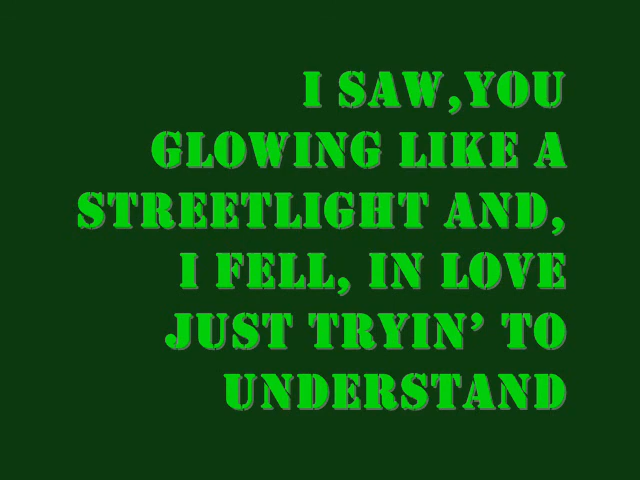 I SAW,YOU
GLOWING LIKE A
STREETLIGHT AND,
I FELL, IN LOVE
JUST TRYIN' TO
UNDERSTAND